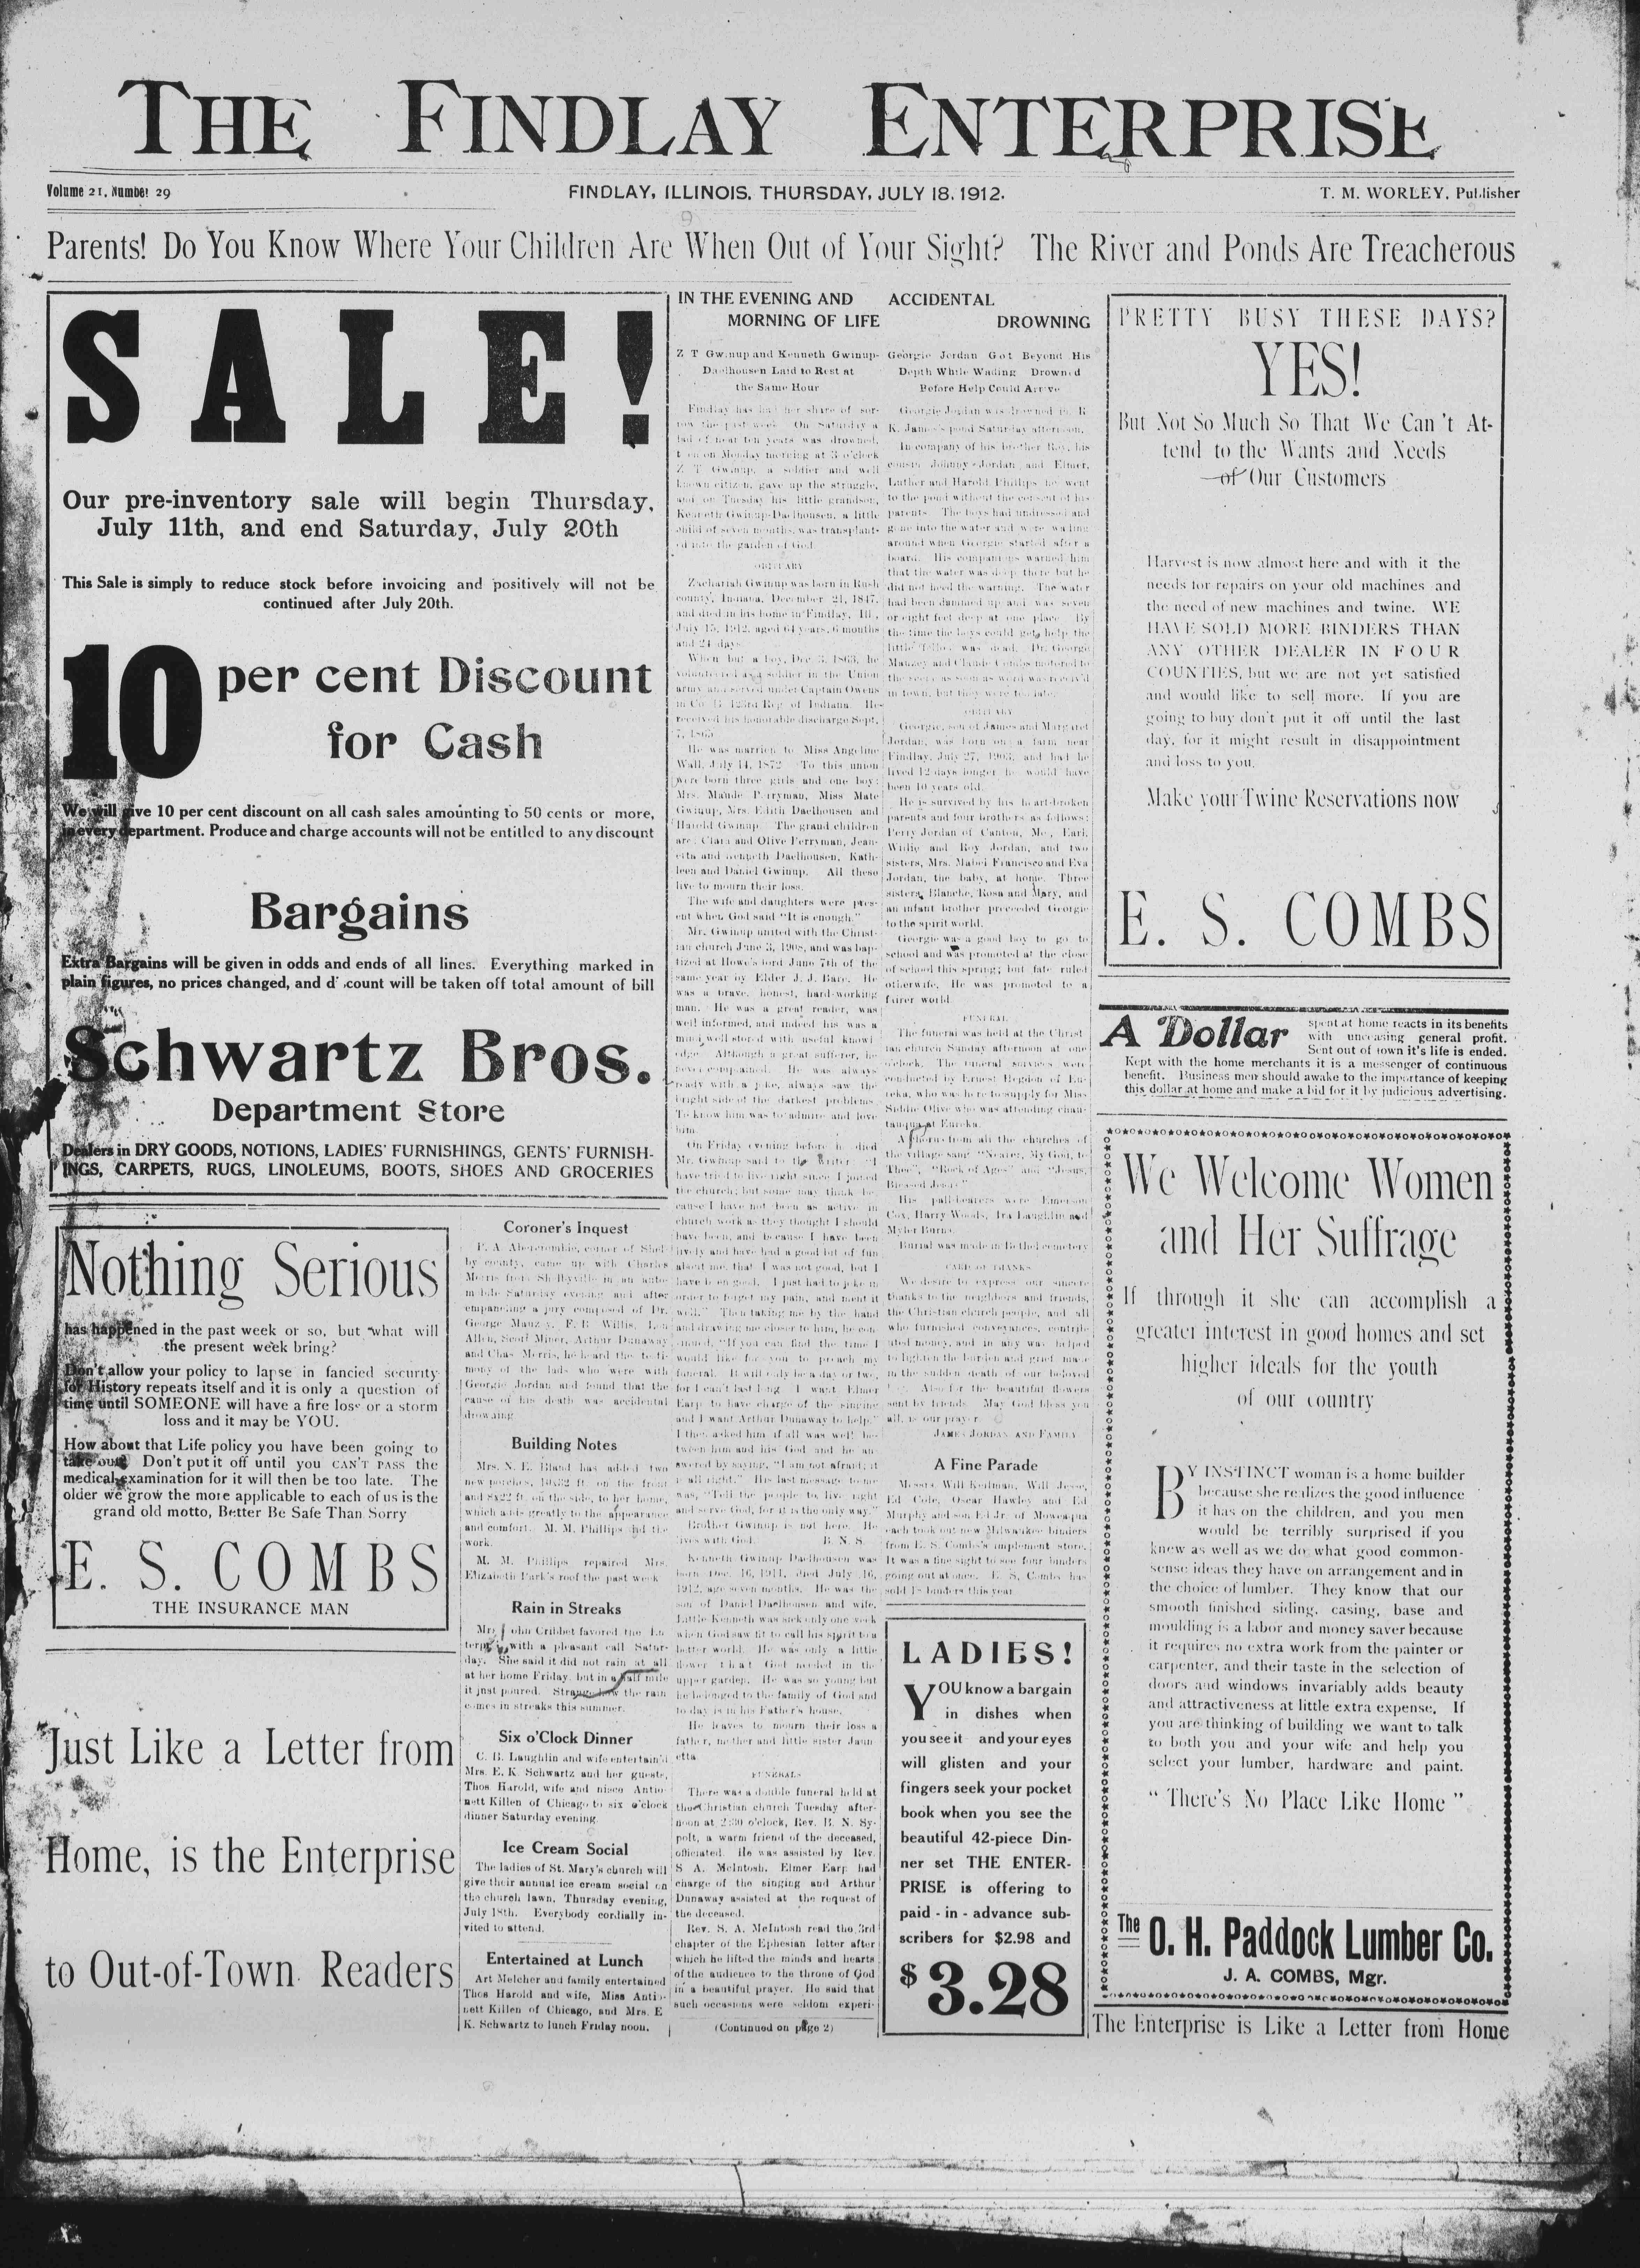 THE FINDLAY ENTERPRISE
Volume 21, Number 29
FINDLAY, ILLINOIS, THURSDAY, JULY 18, 1912.
T. M. WORLEY, Publisher
Parents! Do You Know Where Your Children Are When Out of Your Sight? The River and Ponds Are Treacherous
SALE!
Our pre-inventory sale will begin Thursday,
July 11th, and end Saturday, July 20th
This Sale is simply to reduce stock before invoicing and positively will not be
continued after July 20th.
10 per cent Discount
for Cash
We will give 10 per cent discount on all cash sales amounting to 50 cents or more,
in every department. Produce and charge accounts will not be entitled to any discount
Bargains
Extra Bargains will be given in odds and ends of all lines. Everything marked in
plain figures, no prices changed, and d' count will be taken off total amount of bill
Schwartz Bros.
Department Store
Dealers in DRY GOODS, NOTIONS, LADIES' FURNISHINGS, GENTS' FURNISH-
INGS, CARPETS, RUGS, LINOLEUMS, BOOTS, SHOES AND GROCERIES
Nothing Serious
has happened in the past week or so, but what will
the present week bring?
Don't allow your policy to lapse in fancied security
for History repeats itself and it is only a question of
time until SOMEONE will have a fire loss or a storm
loss and it may be YOU.
How about that Life policy you have been going to
take out? Don't put it off until you CAN'T PASS the
medical examination for it will then be too late. The
older we grow the more applicable to each of us is the
grand old motto, Better Be Safe Than Sorry
E. S. COMBS
THE INSURANCE MAN
Just Like a Letter from
Home, is the Enterprise
to Out-of-Town Readers
Coroner's Inquest
F. A. Abercrombie, corner of Shel
by county, came up with Charles
Morris from Shelbyville in an auto-
mobile Saturday evening and after
empaneling a jury composed of Dr.
George Mauzy, F. B. Willis, Lon
Allen, Scott Miner, Arthur Dunaway
and Chas. Morris, he heard the testi
mony of the lads who were with
Georgie Jordan and found that the
cause of his death was accidental
drowning.
Building Notes
Mrs. N. E. Bland has added two
new porches, 10x32 ft. on the front
and 8x22 ft. on the side, to her home,
which adds greatly to the appearance
and comfort. M. M. Phillips did the
work.
M. M. Phillips repaired Mrs.
Elizabeth Park's roof the past week
Rain in Streaks
Mrs. John Cribbet favored the En
terprise with a pleasant call Satur-
day. She said it did not rain at all
at her home Friday, but in a half mile
it just poured. Strange how the rain
comes in streaks this summer.
Six o'Clock Dinner
C. B. Laughlin and wife entertain'd
Mrs. E. K. Schwartz and her guests,
Thos. Harold, wife and niece Antio-
nett Killen of Chicago to six o'clock
dinner Saturday evening.
Ice Cream Social
The ladies of St. Mary's church will
give their annual ice cream social on
the church lawn, Thursday evening,
July 18th. Everybody cordially in-
vited to attend.
Entertained at Lunch
Art Melcher and family entertained
Thos Harold and wife, Miss Antio-
nett Killen of Chicago, and Mrs. E
K. Schwartz to lunch Friday noon.
IN THE EVENING AND
MORNING OF LIFE
Z T Gwinup and Kenneth Gwinup-
Daelhousen Laid to Rest at
the Same Hour
Findlay has had her share of sor-
row the past week. On Saturday a
lad of near ten years was drowned,
then on Monday morning at 3 o'clock
Z T Gwinup, a soldier and well
known citizen, gave up the struggle,
and on Tuesday his little grandson,
Kenneth Gwinup-Daelhousen, a little
child of seven months, was transplant-
ed into the garden of God.
OBITUARY
Zachariah Gwinup was born in Rush
county, Indiana, December 21, 1847,
and died in his home in Findlay, Ill.,
July 15, 1912, aged 64 years, 6 months
and 24 days.
When but a boy, Dec. 3, 1863, he
volunteered as a soldier in the Union
army and served under Captain Owens
in Co. B 123rd Reg of Indiana. He
received his honorable discharge Sept.
7, 1865.
He was married to Miss Angeline
Wall, July 14, 1872. To this union
were born three girls and one boy:
Mrs. Maude Perryman, Miss Mate
Gwinup, Mrs. Edith Daelhousen and
Harold Gwinup. The grand children
are: Clara and Olive Perryman, Jean-
etta and Kenneth Daelhousen, Kath-
leen and Daniel Gwinup. All these
live to mourn their loss.
The wife and daughters were pres-
ent when God said "It is enough."
Mr. Gwinup united with the Christ-
ian church June 3, 1908, and was bap-
tized at Howe's ford June 7th of the
same year by Elder J. J. Bare. He
was a brave, honest, hard-working
man. He was a great reader, was
well informed, and indeed his was a
mind well stored with useful knowl
edge. Although a great sufferer, he
never complained. He was always
ready with a joke, always saw the
bright side of the darkest problems.
To know him was to admire and love
him.
On Friday evening before he died
Mr. Gwinup said to the writer "I
have tried to live right since I joined
the church; but some may think be-
cause I have not been as active in
church work as they thought I should
have been, and because I have been
lively and have had a good bit of fun
about me, that I was not good, but I
have been good. I just had to joke in
order to forget my pain, and meant it
well." Then taking me by the hand
and drawing me closer to him, he con
tinued, "If you can find the time I
would like for you to preach my
funeral. It will only be a day or two,
for I can't last long. I want Elmer
Earp to have charge of the singing
and I want Arthur Dunaway to help."
I then asked him if all was well be-
tween him and his God and he an-
swered by saying, "I am not afraid; it
is all right." His last message to me
was, "Tell the people to live right
and serve God, for it is the only way."
Brother Gwinup is not here. He
lives with God. B. N. S.
Kenneth Gwinup Daelhousen was
born Dec. 16, 1911, died July 16,
1912, age seven months. He was the
son of Daniel Daelhousen and wife.
Little Kenneth was sick only one week
when God saw fit to call his spirit to a
better world. He was only a little
flower that God needed in the
upper garden. He was so young but
he belonged to the family of God and
today is in his Father's house.
He leaves to mourn their loss a
father, mother and little sister Jaun
etta.
FUNERALS
There was a double funeral held at
the Christian church Tuesday after-
noon at 2:30 o'clock, Rev. B. N. Sy-
polt, a warm friend of the deceased,
officiated. He was assisted by Rev.
S A. McIntosh. Elmer Earp had
charge of the singing and Arthur
Dunaway assisted at the request of
the deceased.
Rev. S. A. McIntosh read the 3rd
chapter of the Ephesian letter after
which he lifted the minds and hearts
of the audience to the throne of God
in a beautiful prayer. He said that
such occasions were seldom experi-
(Continued on page 2)
ACCIDENTAL
DROWNING
Georgie Jordan Got Beyond His
Depth While Wading Drowned
Before Help Could Arrive
Georgie Jordan was drowned in R
K. James's pond Saturday afternoon.
In company of his brother Roy, his
cousin Johnny Jordan and Elmer,
Luther and Harold Phillips he went
to the pond without the consent of his
parents. The boys had undressed and
gone into the water and were wading
around when Georgie started after a
board. His companions warned him
that the water was deep there but he
did not heed the warning. The water
had been dammed up and was seven
or eight feet deep at one place. By
the time the boys could get help the
little fellow was dead. Dr. George
Mauzey and Claude Combs motored to
the scene as soon as word was receiv'd
in town, but they were too late.
OBITUARY
Georgie, son of James and Margaret
Jordan, was born on a farm near
Findlay, July 27, 1902, and had he
lived 12 days longer he would have
been 10 years old.
He is survived by his heart-broken
parents and four brothers as follows:
Perry Jordan of Canton, Mo., Earl,
Willie and Roy Jordan, and two
sisters, Mrs. Mabel Francisco and Eva
Jordan, the baby, at home. Three
sisters, Blanche, Rosa and Mary, and
an infant brother preceeded Georgie
to the spirit world.
Georgie was a good boy to go to
school and was promoted at the close
of school this spring; but fate ruled
otherwise. He was promoted to a
fairer world.
FUNERAL
The funeral was held at the Christ
ian church Sunday afternoon at one
o'clock. The funeral services were
conducted by Ernest Higdon of Eu-
reka, who was here to supply for Miss
Siddie Olive who was attending chau-
tauqua at Eureka.
A chorus from all the churches of
the village sang "Nearer, My God, to
Thee", "Rock of Ages" and "Jesus,
Blessed Jesus."
His pall-bearers were Emerson
Cox, Harry Woods, Ira Laughlin and
Myler Burns.
Burial was made in Bethel cemetery
CARD OF THANKS
We desire to express our sincere
thanks to the neighbors and friends,
the Christian church people, and all
who furnished conveyances, contrib-
uted money, and in any way helped
to lighten the burden and grief made
in the sudden death of our beloved
Also for the beautiful flowers
sent by friends. May God bless you
all, is our prayer.
JAMES JORDAN AND FAMILY
A Fine Parade
Messrs Will Kedman, Will Jesse,
Ed Cole, Oscar Hawley and Ed
Murphy and son Ed Jr. of Moweaqua
each took out new Milwaukee binders
from E. S. Combs's implement store.
It was a fine sight to see four binders
going out at once. E. S. Combs has
sold 18 binders this year.
LADIES!
YOU know a bargain
in dishes when
you see it and your eyes
will glisten and your
fingers seek your pocket
book when you see the
beautiful 42-piece Din-
ner set THE ENTER-
PRISE is offering to
paid-in-advance sub-
scribers for $2.98 and
$3.28
PRETTY BUSY THESE DAYS?
YES!
But Not So Much So That We Can't At-
tend to the Wants and Needs
of Our Customers
Harvest is now almost here and with it the
needs for repairs on your old machines and
the need of new machines and twine. WE
HAVE SOLD MORE BINDERS THAN
ANY OTHER DEALER IN FOUR
COUNTIES, but we are not yet satisfied
and would like to sell more. If you are
going to buy don't put it off until the last
day, for it might result in disappointment
and loss to you.
Make your Twine Reservations now
E. S. COMBS
A Dollar spent at home reacts in its benefits
with unceasing general profit.
Sent out of town it's life is ended.
Kept with the home merchants it is a messenger of continuous
benefit. Business men should awake to the importance of keeping
this dollar at home and make a bid for it by judicious advertising.
We Welcome Women
and Her Suffrage
If through it she can accomplish a
greater interest in good homes and set
higher ideals for the youth
of our country
BY INSTINCT woman is a home builder
because she realizes the good influence
it has on the children, and you men
would be terribly surprised if you
knew as well as we do what good common-
sense ideas they have on arrangement and in
the choice of lumber. They know that our
smooth finished siding, casing, base and
moulding is a labor and money saver because
it requires no extra work from the painter or
carpenter, and their taste in the selection of
doors and windows invariably adds beauty
and attractiveness at little extra expense. If
you are thinking of building we want to talk
to both you and your wife and help you
select your lumber, hardware and paint.
"There's No Place Like Home"
The O. H. Paddock Lumber Co.
J. A. COMBS, Mgr.
The Enterprise is Like a Letter from Home